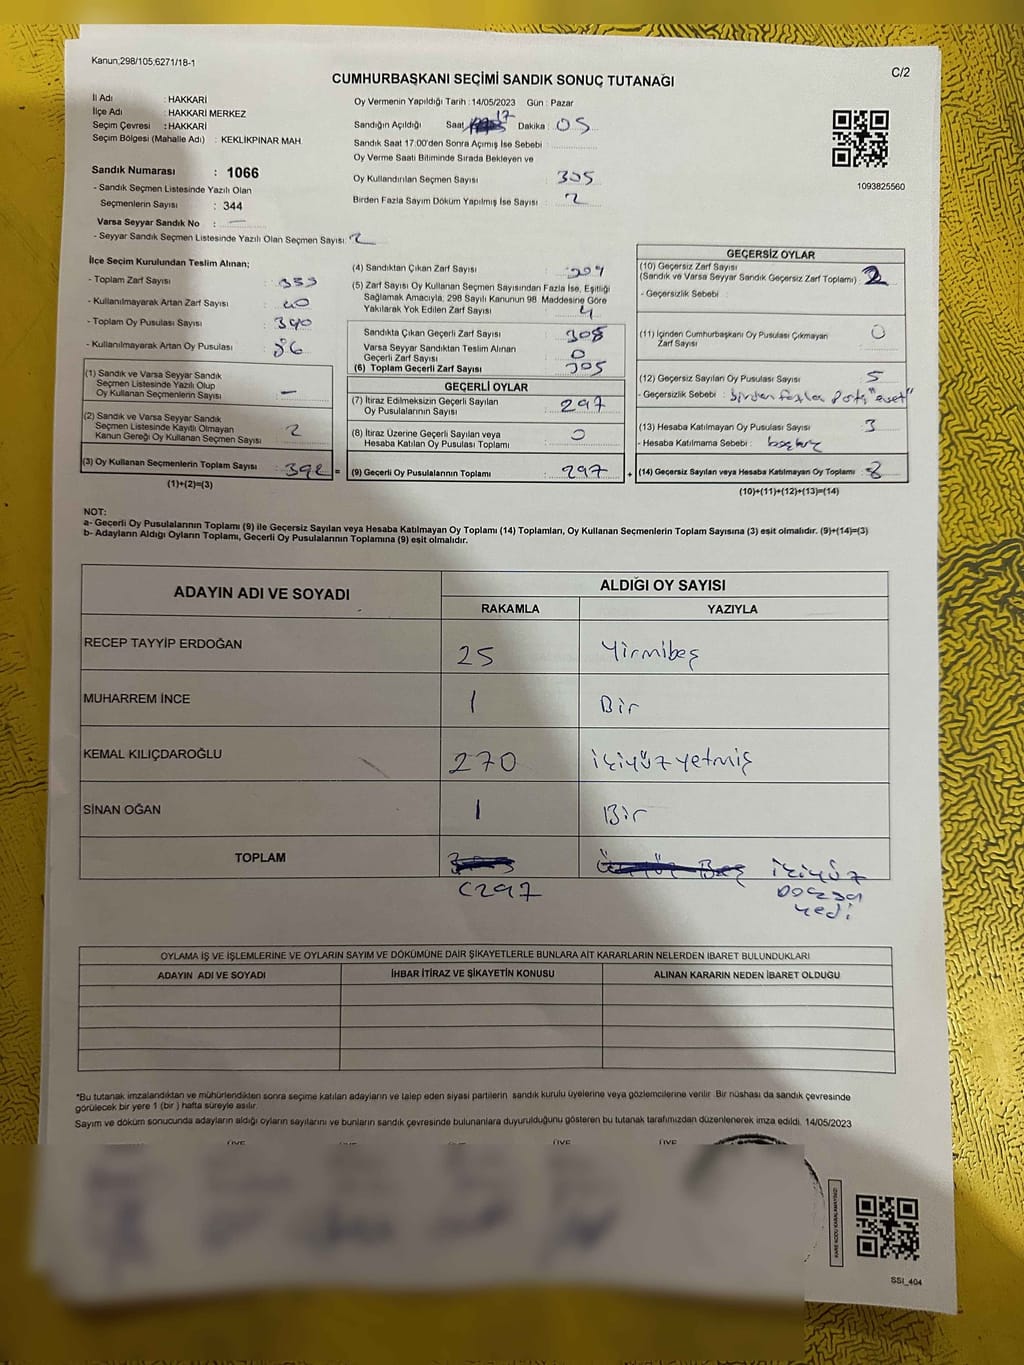 Kanun;298/105;6271/18-1
C/2
CUMHURBAŞKANI SEÇİMİ SANDIK SONUÇ TUTANAĞI
İl Adı : HAKKARİ
İlçe Adı : HAKKARİ MERKEZ
Seçim Çevresi : HAKKARİ
Seçim Bölgesi (Mahalle Adı) : KEKLİKPINAR MAH
Sandık Numarası : 1066
- Sandık Seçmen Listesinde Yazılı Olan
Seçmenlerin Sayısı : 344
Varsa Seyyar Sandık No : —
- Seyyar Sandık Seçmen Listesinde Yazılı Olan Seçmen Sayısı: 2
Oy Vermenin Yapıldığı Tarih : 14/05/2023 Gün : Pazar
Sandığın Açıldığı Saat 17 Dakika : 05
Sandık Saat 17:00'den Sonra Açımış İse Sebebi :
Oy Verme Saati Bitiminde Sırada Bekleyen ve
Oy Kullandırılan Seçmen Sayısı : 305
Birden Fazla Sayım Döküm Yapılmış İse Sayısı : 2
1093825560
İlçe Seçim Kurulundan Teslim Alınan;
- Toplam Zarf Sayısı : 353
- Kullanılmayarak Artan Zarf Sayısı : 40
- Toplam Oy Pusulası Sayısı : 390
- Kullanılmayarak Artan Oy Pusulası : 86
(1) Sandık ve Varsa Seyyar Sandık
Seçmen Listesinde Yazılı Olup
Oy Kullanan Seçmenlerin Sayısı : —
(2) Sandık ve Varsa Seyyar Sandık
Seçmen Listesinde Kayıtlı Olmayan
Kanun Gereği Oy Kullanan Seçmen Sayısı : 2
(3) Oy Kullanan Seçmenlerin Toplam Sayısı : 392 =
(1)+(2)=(3)
(4) Sandıktan Çıkan Zarf Sayısı : 309
(5) Zarf Sayısı Oy Kullanan Seçmen Sayısından Fazla İse, Eşitliği
Sağlamak Amacıyla, 298 Sayılı Kanunun 98. Maddesine Göre
Yakılarak Yok Edilen Zarf Sayısı : 4
Sandıkta Çıkan Geçerli Zarf Sayısı : 308
Varsa Seyyar Sandıktan Teslim Alınan
Geçerli Zarf Sayısı : 0
(6) Toplam Geçerli Zarf Sayısı : 305
GEÇERLİ OYLAR
(7) İtiraz Edilmeksizin Geçerli Sayılan
Oy Pusulalarının Sayısı : 297
(8) İtiraz Üzerine Geçerli Sayılan veya
Hesaba Katılan Oy Pusulası Toplamı : 0
(9) Geçerli Oy Pusulalarının Toplamı : 297 +
GEÇERSİZ OYLAR
(10) Geçersiz Zarf Sayısı
(Sandık ve Varsa Seyyar Sandık Geçersiz Zarf Toplamı) : 2
- Geçersizlik Sebebi :
(11) İçinden Cumhurbaşkanı Oy Pusulası Çıkmayan
Zarf Sayısı : 0
(12) Geçersiz Sayılan Oy Pusulası Sayısı : 5
- Geçersizlik Sebebi : birden fazla "evet"
(13) Hesaba Katılmayan Oy Pusulası Sayısı : 3
- Hesaba Katılmama Sebebi :
(14) Geçersiz Sayılan veya Hesaba Katılmayan Oy Toplamı : 8
(10)+(11)+(12)+(13)=(14)
NOT:
a- Geçerli Oy Pusulalarının Toplamı (9) ile Geçersiz Sayılan veya Hesaba Katılmayan Oy Toplamı (14) Toplamları, Oy Kullanan Seçmenlerin Toplam Sayısına (3) eşit olmalıdır. (9)+(14)=(3)
b- Adayların Aldığı Oyların Toplamı, Geçerli Oy Pusulalarının Toplamına (9) eşit olmalıdır.
ADAYIN ADI VE SOYADI
ALDIĞI OY SAYISI
RAKAMLA YAZIYLA
RECEP TAYYİP ERDOĞAN 25 Yirmibeş
MUHARREM İNCE 1 Bir
KEMAL KILIÇDAROĞLU 270 ikiyüz yetmiş
SİNAN OĞAN 1 Bir
TOPLAM ikiyüz
297 Doksan
yedi
OYLAMA İŞ VE İŞLEMLERİNE VE OYLARIN SAYIM VE DÖKÜMÜNE DAİR ŞİKAYETLERLE BUNLARA AİT KARARLARIN NELERDEN İBARET BULUNDUKLARI
ADAYIN ADI VE SOYADI İHBAR İTİRAZ VE ŞİKAYETİN KONUSU ALINAN KARARIN NEDEN İBARET OLDUĞU
*Bu tutanak imzalandıktan ve mühürlendikten sonra seçime katılan adayların ve talep eden siyasi partilerin sandık kurulu üyelerine veya gözlemcilerine verilir. Bir nüshası da sandık çevresinde
görülecek bir yere 1 (bir ) hafta süreyle asılır.
Sayım ve döküm sonucunda adayların aldığı oyların sayılarını ve bunların sandık çevresinde bulunanlara duyurulduğunu gösteren bu tutanak tarafımızdan düzenlenerek imza edildi. 14/05/2023
ÜYE ÜYE ÜYE ÜYE ÜYE
KARE KODU KARALAMAYINIZ!
SSI_404